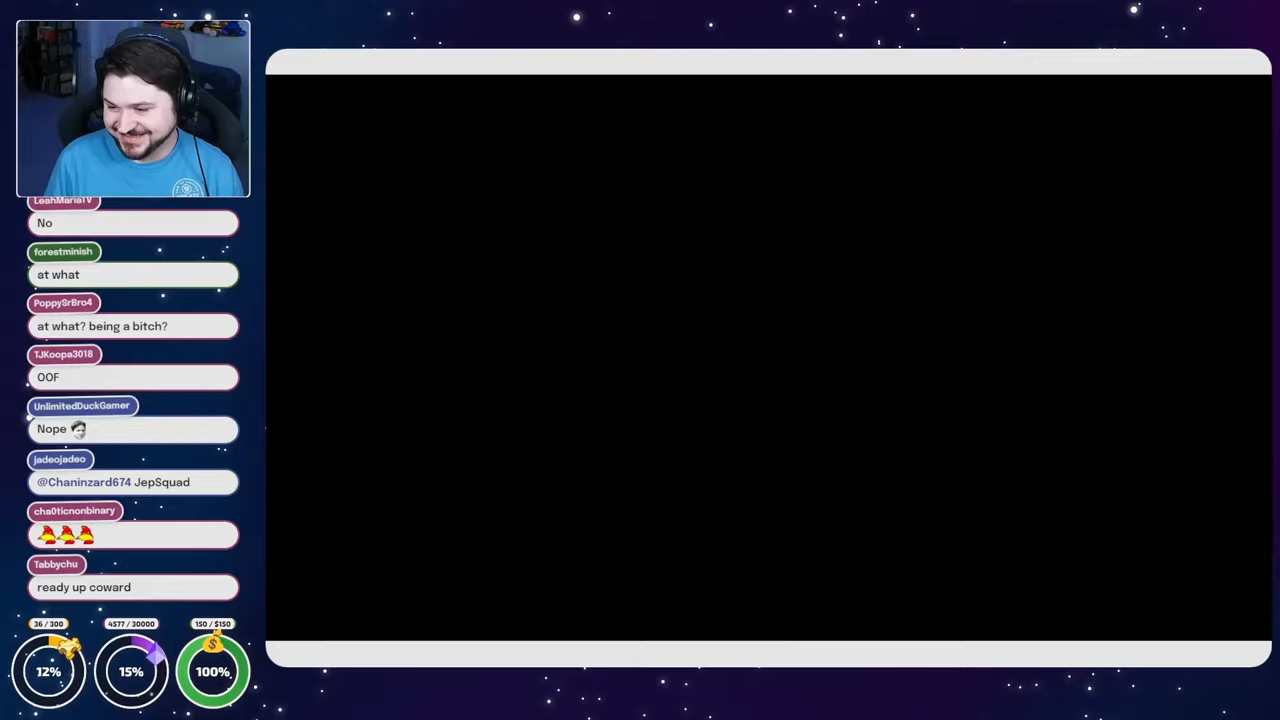 LeahMariaTV
No
forestminish
at what
PoppySrBro4
at what? being a bitch?
TJKoopa3018
OOF
UnlimitedDuckGamer
Nope
jadeojadeo
@Chaninzard674 JepSquad
cha0ticnonbinary
Tabbychu
ready up coward
36 / 300
4577 / 30000
150 / $150
12%
15%
100%